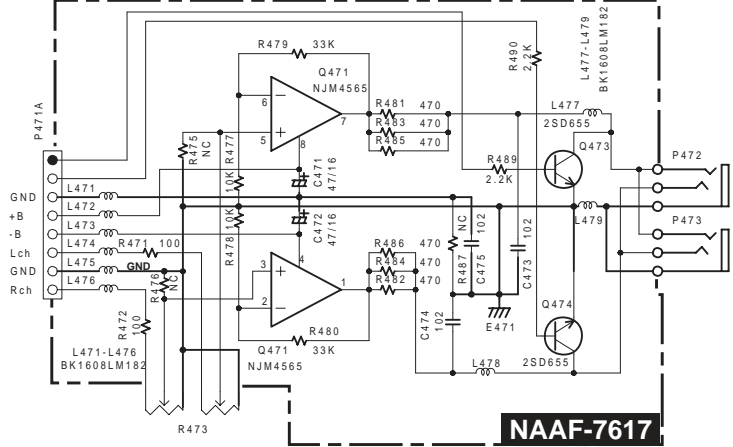 R479 33K
Q471
NJM4565
6
5
7
8
R481 470
R483 470
R485 470
R490
2.2K
L477-L479
BK1608LM182
L477
2SD655
Q473
P472
P471A
R475
NC
R477
10K
C471
47/16
R489
2.2K
L471
GND
L472
+B
L473
-B
L474
Lch
R471 100
L475
GND
GND
L476
Rch
R478
10K
C472
47/16
L479
P473
R476
NC
3
2
4
1
R486 470
R484 470
R482 470
NC
R487
102
C475
102
C473
C474
102
E471
Q474
2SD655
L478
R472
100
R480
33K
Q471
NJM4565
L471-L476
BK1608LM182
R473
NAAF-7617